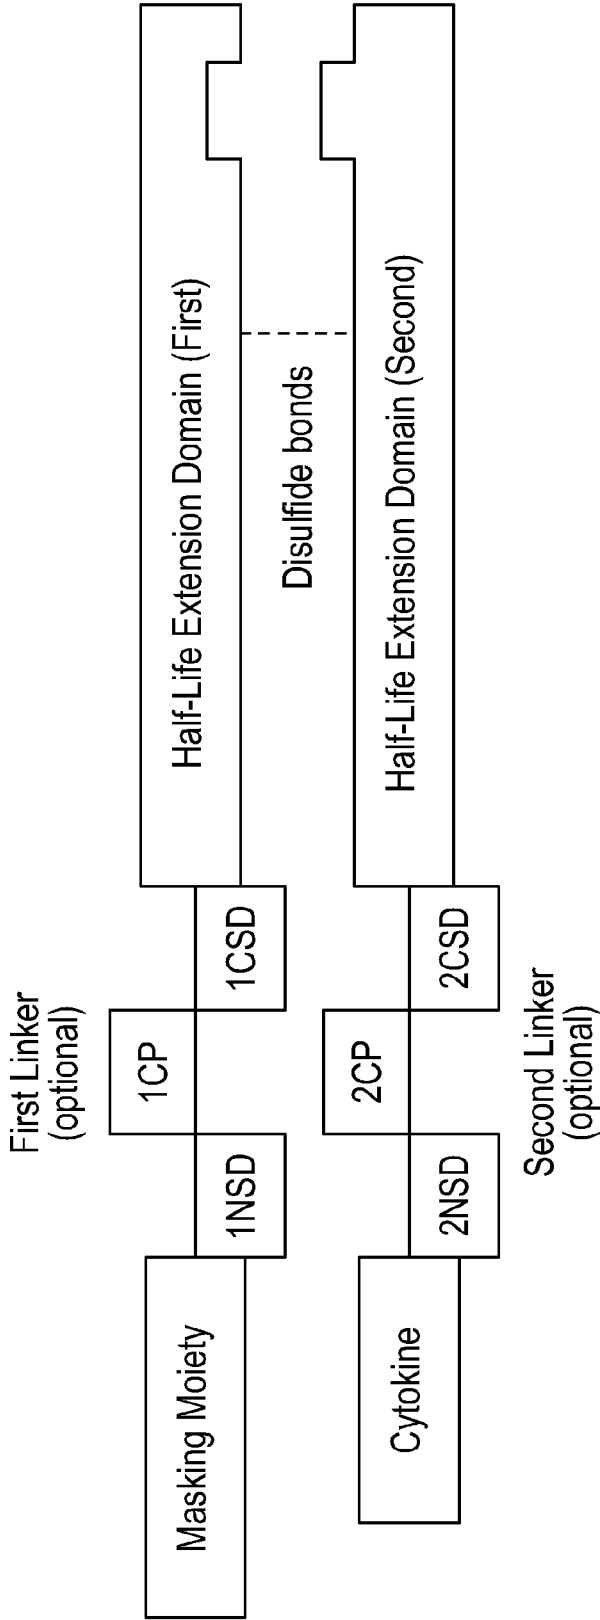 First Linker
(optional)
Masking Moiety
1NSD
1CP
1CSD
Half-Life Extension Domain (First)
Disulfide bonds
Cytokine
2NSD
2CP
2CSD
Half-Life Extension Domain (Second)
Second Linker
(optional)